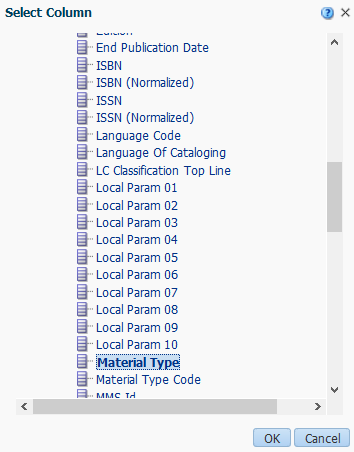 Select Column
Edition
End Publication Date
ISBN
ISBN (Normalized)
ISSN
ISSN (Normalized)
Language Code
Language Of Cataloging
LC Classification Top Line
Local Param 01
Local Param 02
Local Param 03
Local Param 04
Local Param 05
Local Param 06
Local Param 07
Local Param 08
Local Param 09
Local Param 10
Material Type
Material Type Code
MMS Id
OK Cancel